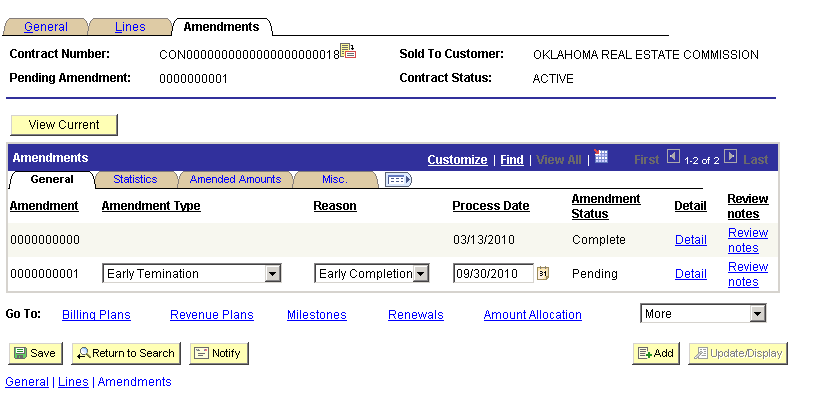 General Lines Amendments
Contract Number: CON0000000000000000000018 Sold To Customer: OKLAHOMA REAL ESTATE COMMISSION
Pending Amendment: 0000000001 Contract Status: ACTIVE
View Current
Amendments Customize | Find | View All | First 1-2 of 2 Last
General Statistics Amended Amounts Misc.
Amendment Amendment Type Reason Process Date Amendment Status Detail Review notes
0000000000 03/13/2010 Complete Detail Review notes
0000000001 Early Temination Early Completion 09/30/2010 31 Pending Detail Review notes
Go To: Billing Plans Revenue Plans Milestones Renewals Amount Allocation More
Save Return to Search Notify Add Update/Display
General | Lines | Amendments